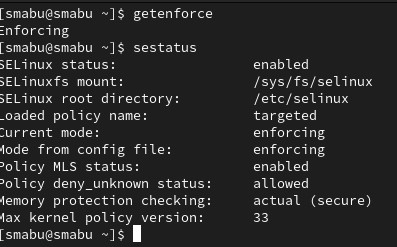 [smabu@smabu ~]$ getenforce
Enforcing
[smabu@smabu ~]$ sestatus
SELinux status:                 enabled
SELinuxfs mount:                /sys/fs/selinux
SELinux root directory:         /etc/selinux
Loaded policy name:             targeted
Current mode:                   enforcing
Mode from config file:          enforcing
Policy MLS status:              enabled
Policy deny_unknown status:     allowed
Memory protection checking:     actual (secure)
Max kernel policy version:      33
[smabu@smabu ~]$